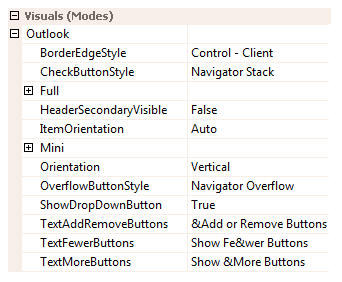 Visuals (Modes)
Outlook
BorderEdgeStyle Control - Client
CheckButtonStyle Navigator Stack
Full
HeaderSecondaryVisible False
ItemOrientation Auto
Mini
Orientation Vertical
OverflowButtonStyle Navigator Overflow
ShowDropDownButton True
TextAddRemoveButtons &Add or Remove Buttons
TextFewerButtons Show Fe&wer Buttons
TextMoreButtons Show &More Buttons